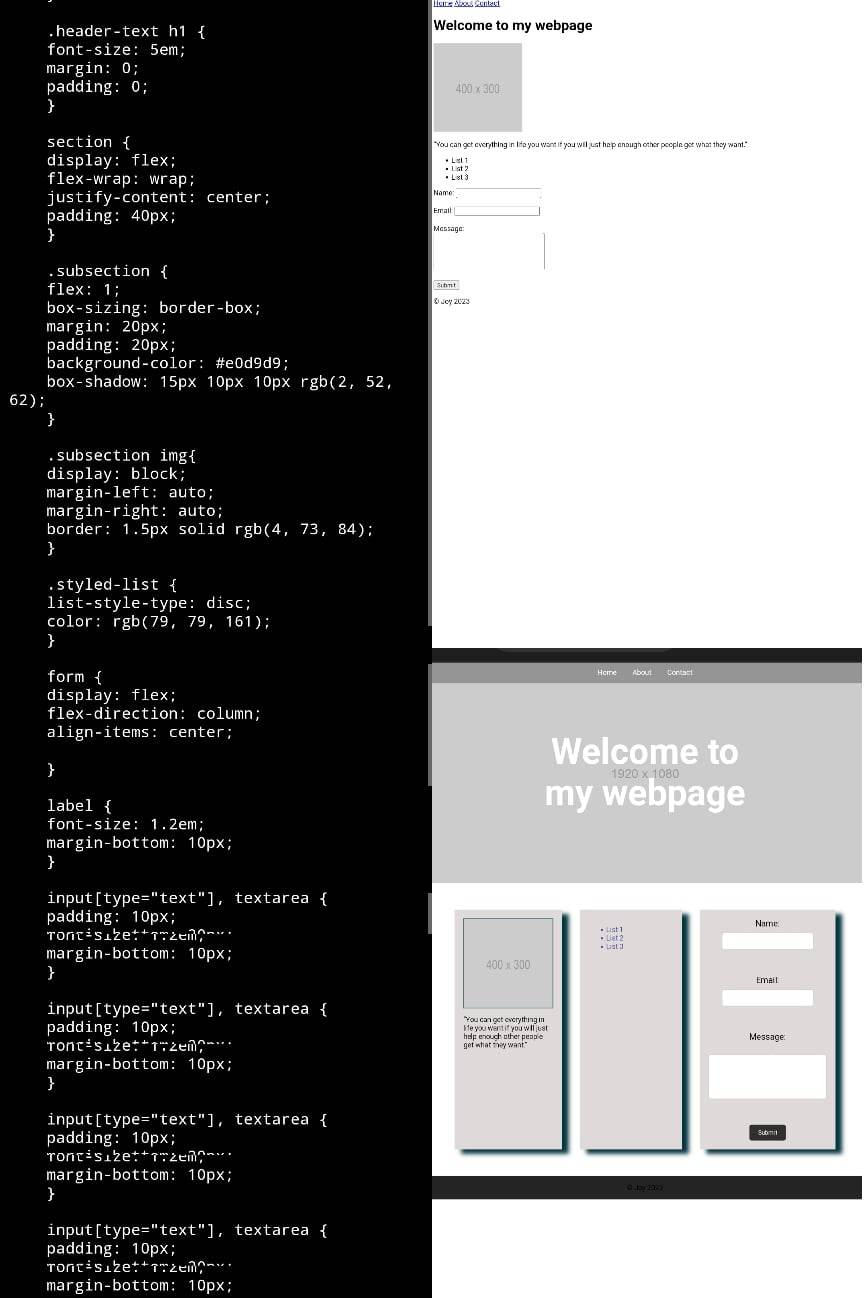 .header-text h1 {
font-size: 5em;
margin: 0;
padding: 0;
}
section {
display: flex;
flex-wrap: wrap;
justify-content: center;
padding: 40px;
}
.subsection {
flex: 1;
box-sizing: border-box;
margin: 20px;
padding: 20px;
background-color: #e0d9d9;
box-shadow: 15px 10px 10px rgb(2, 52,
62);
}
.subsection img{
display: block;
margin-left: auto;
margin-right: auto;
border: 1.5px solid rgb(4, 73, 84);
}
.styled-list {
list-style-type: disc;
color: rgb(79, 79, 161);
}
form {
display: flex;
flex-direction: column;
align-items: center;
}
label {
font-size: 1.2em;
margin-bottom: 10px;
}
input[type="text"], textarea {
padding: 10px;
margin-bottom: 10px;
}
input[type="text"], textarea {
padding: 10px;
margin-bottom: 10px;
}
input[type="text"], textarea {
padding: 10px;
margin-bottom: 10px;
}
input[type="text"], textarea {
padding: 10px;
margin-bottom: 10px;
Home About Contact
Welcome to my webpage
400 x 300
"You can get everything in life you want if you will just help enough other people get what they want."
• List 1
• List 2
• List 3
Name:
Email:
Message:
Submit
© Joy 2023
Home About Contact
Welcome to
1920 x 1080
my webpage
400 x 300
"You can get everything in
life you want if you will just
help enough other people
get what they want."
• List 1
• List 2
• List 3
Name:
Email:
Message:
Submit
© Joy 2023